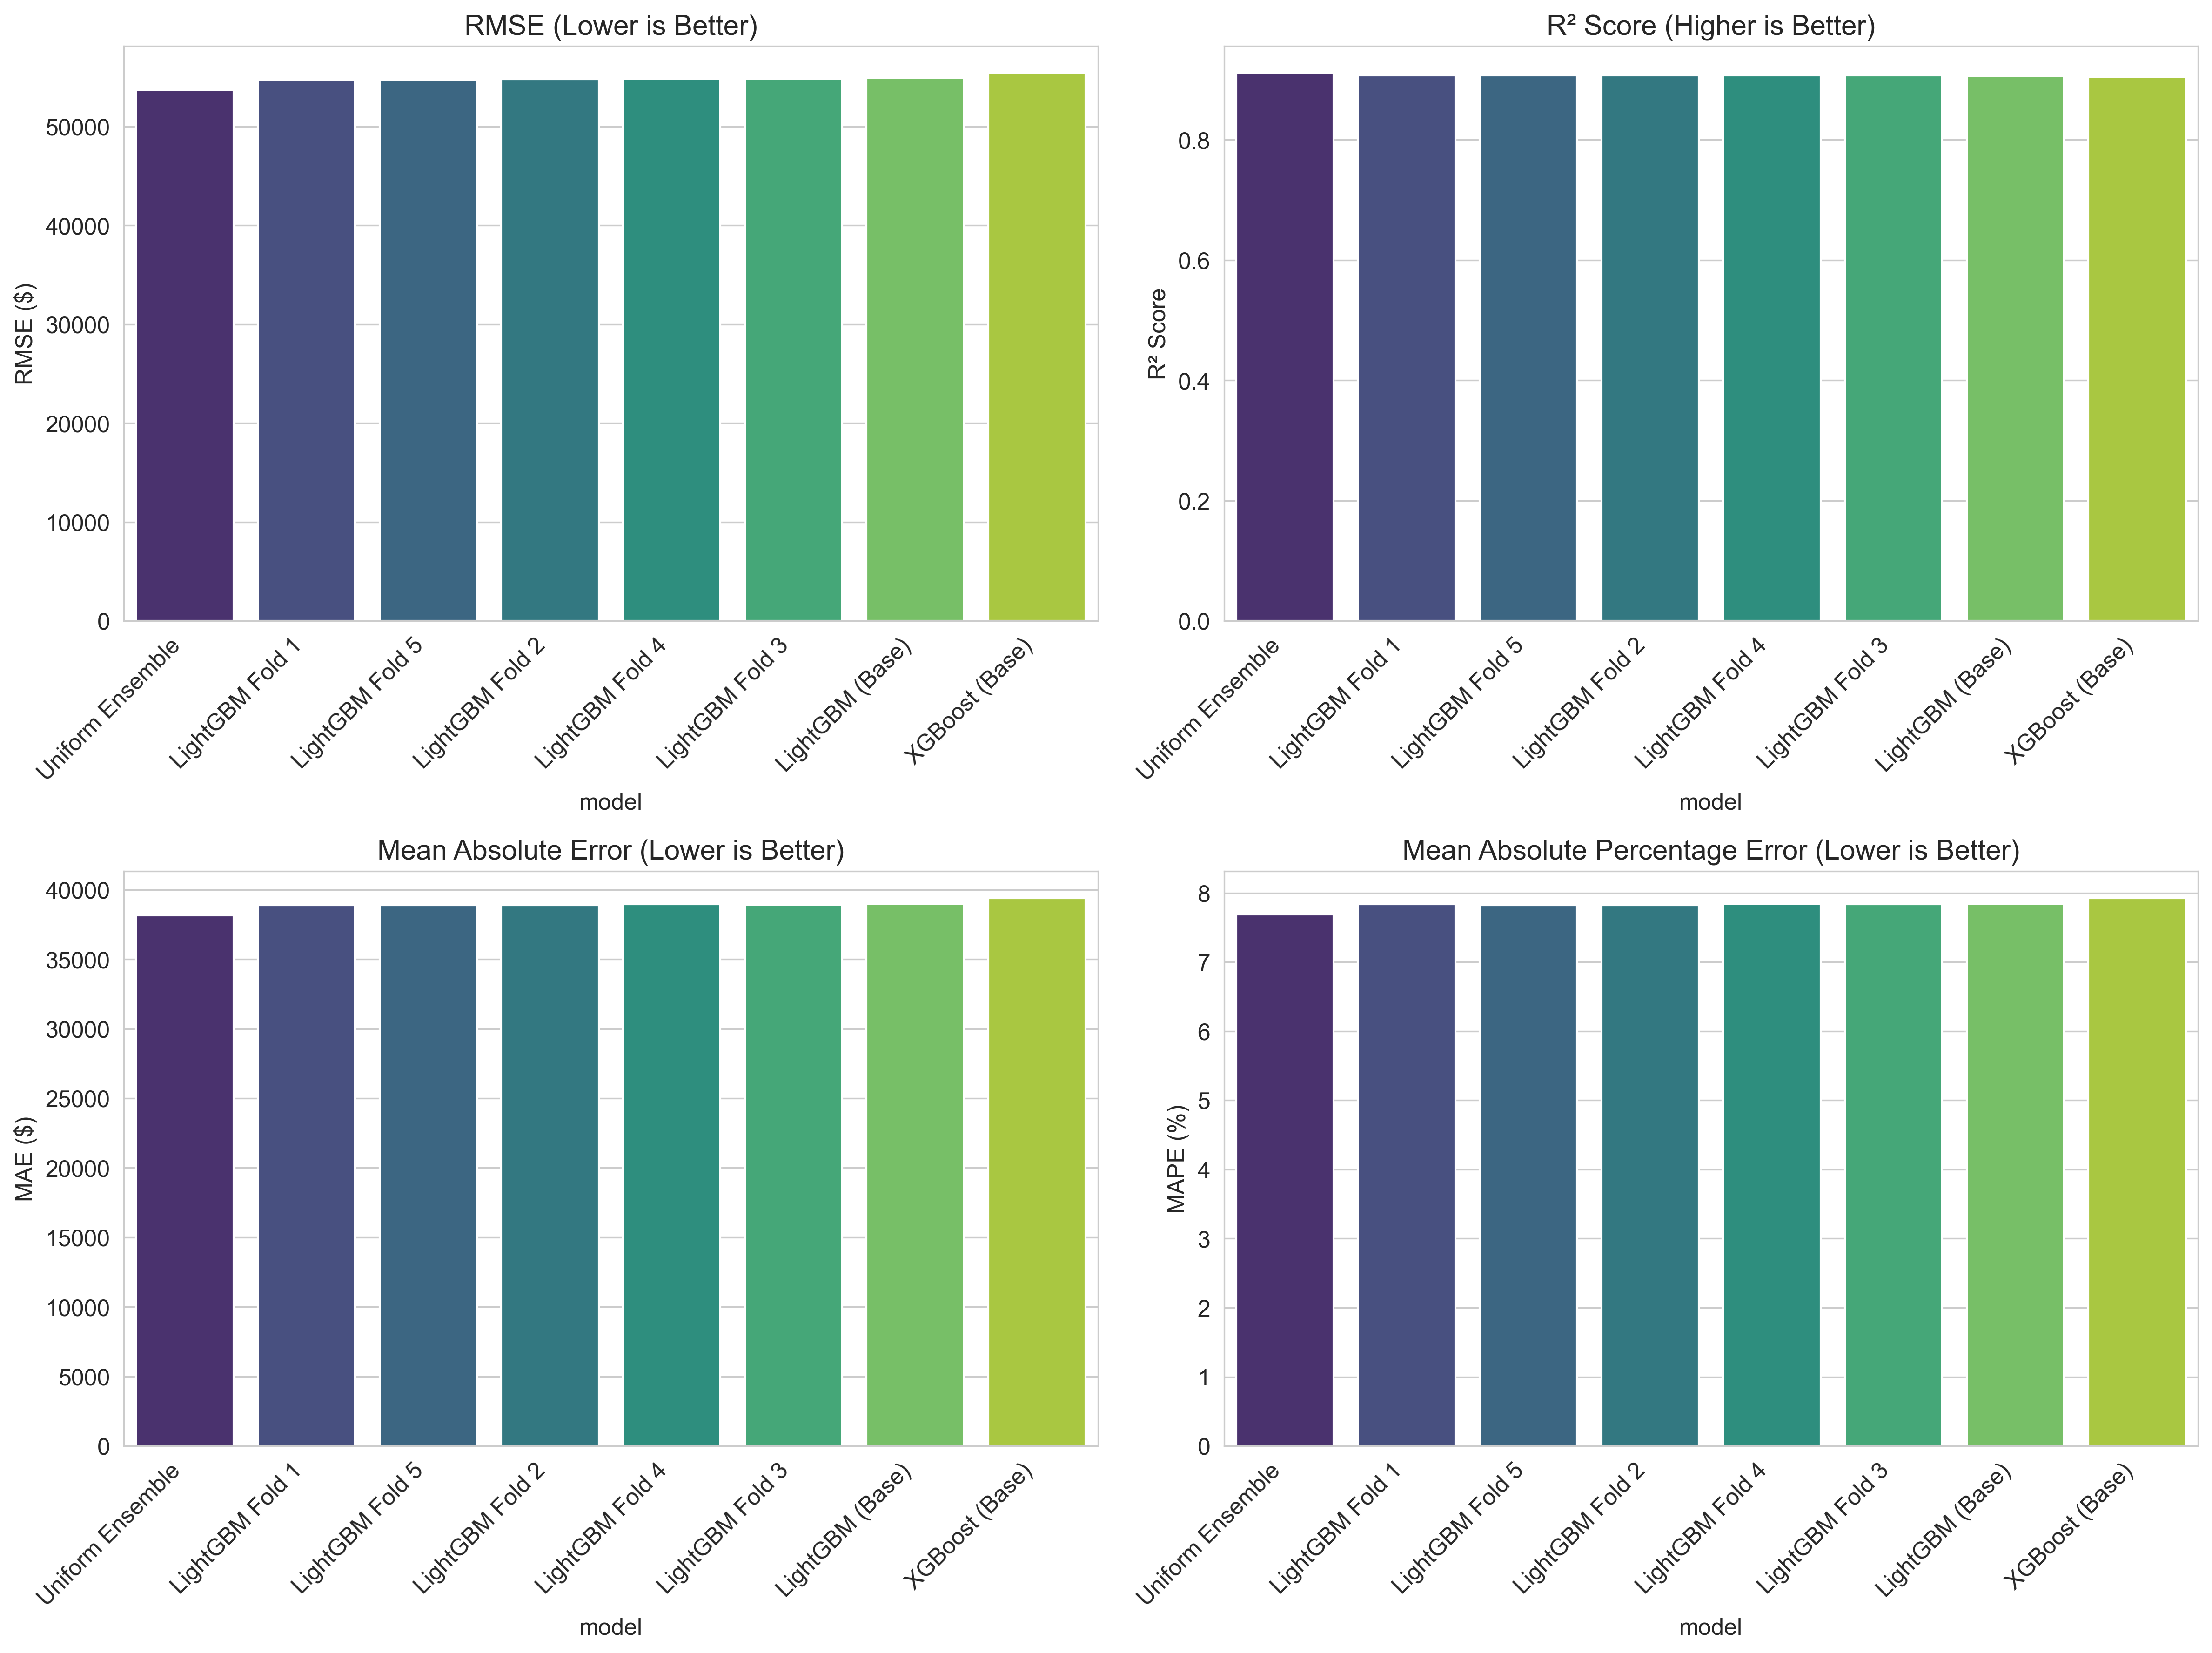 RMSE (Lower is Better)
RMSE ($)
50000
40000
30000
20000
10000
0
Uniform Ensemble
LightGBM Fold 1
LightGBM Fold 5
LightGBM Fold 2
LightGBM Fold 4
LightGBM Fold 3
LightGBM (Base)
XGBoost (Base)
model
R² Score (Higher is Better)
R² Score
0.8
0.6
0.4
0.2
0.0
Uniform Ensemble
LightGBM Fold 1
LightGBM Fold 5
LightGBM Fold 2
LightGBM Fold 4
LightGBM Fold 3
LightGBM (Base)
XGBoost (Base)
model
Mean Absolute Error (Lower is Better)
MAE ($)
40000
35000
30000
25000
20000
15000
10000
5000
0
Uniform Ensemble
LightGBM Fold 1
LightGBM Fold 5
LightGBM Fold 2
LightGBM Fold 4
LightGBM Fold 3
LightGBM (Base)
XGBoost (Base)
model
Mean Absolute Percentage Error (Lower is Better)
MAPE (%)
8
7
6
5
4
3
2
1
0
Uniform Ensemble
LightGBM Fold 1
LightGBM Fold 5
LightGBM Fold 2
LightGBM Fold 4
LightGBM Fold 3
LightGBM (Base)
XGBoost (Base)
model